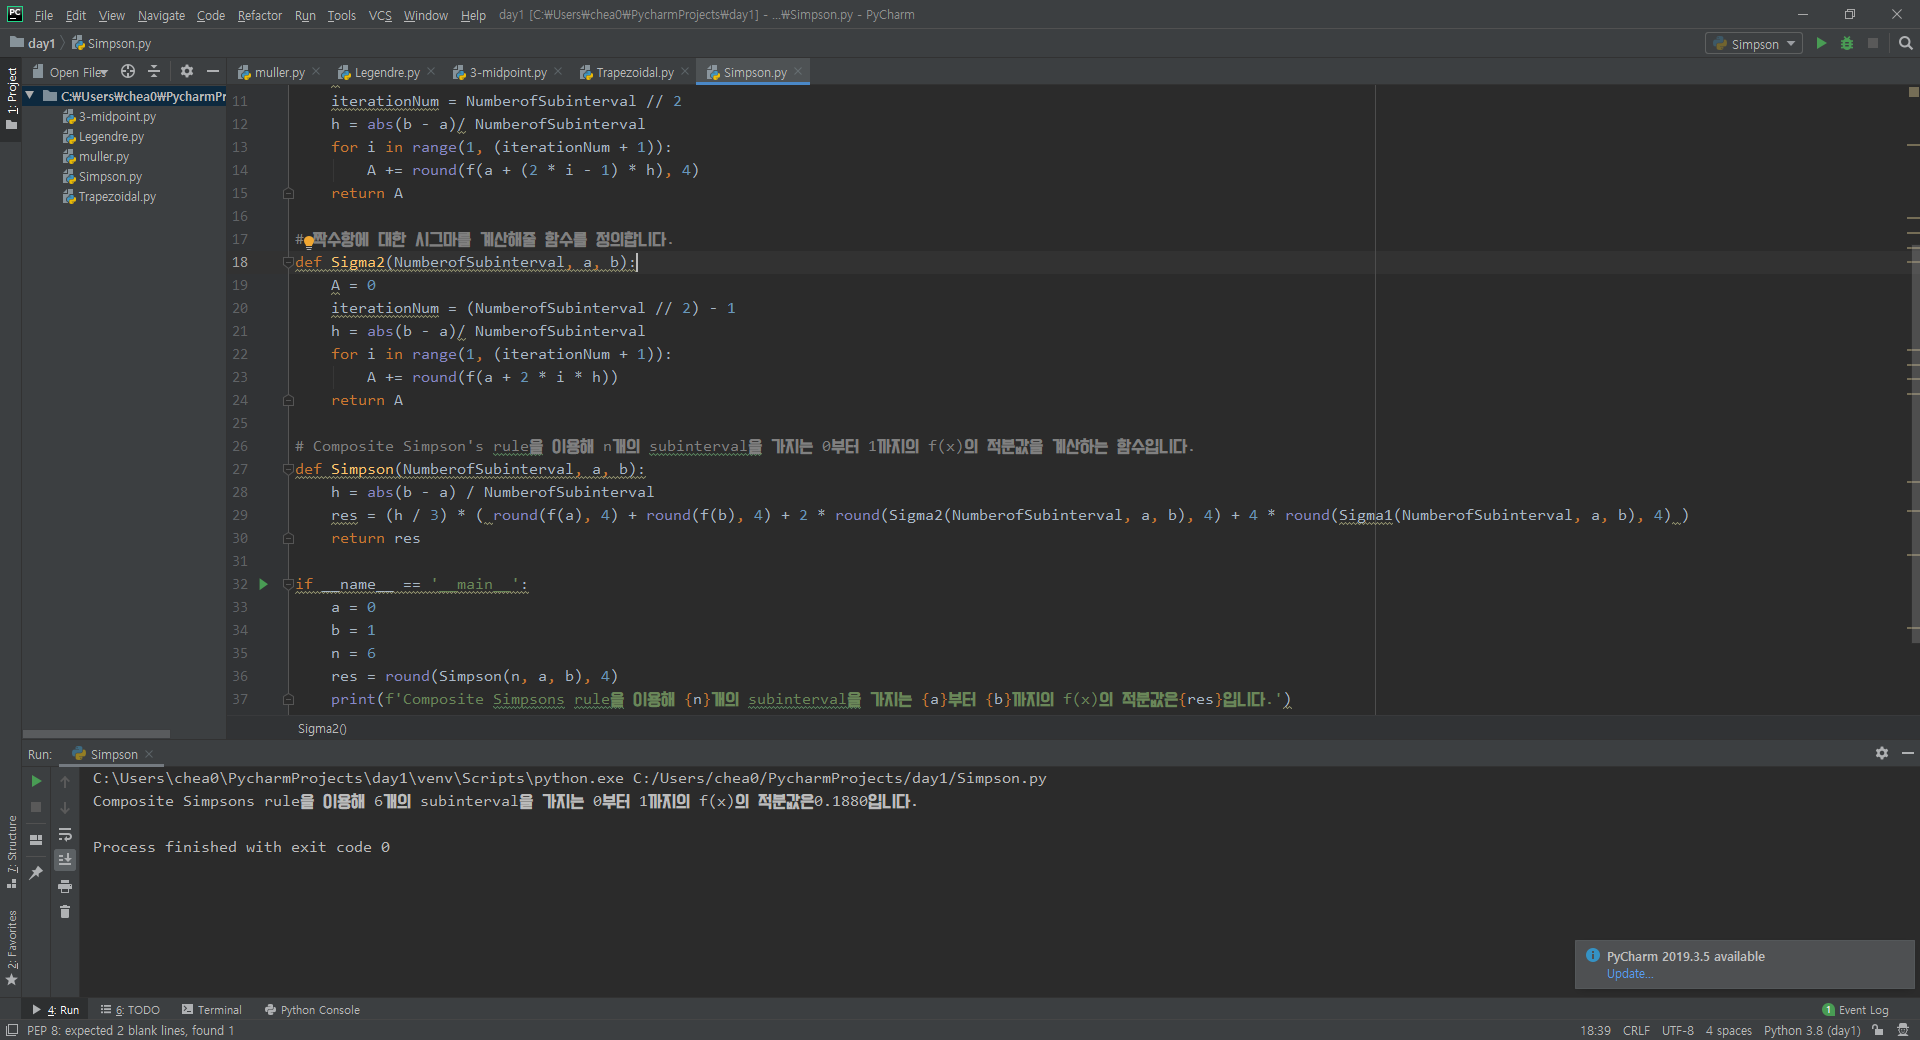 PC File Edit View Navigate Code Refactor Run Tools VCS Window Help day1 [C:\Users\chea0\PycharmProjects\day1] - ...\Simpson.py - PyCharm
day1 Simpson.py Simpson
Open Files muller.py Legendre.py 3-midpoint.py Trapezoidal.py Simpson.py
1: Project
C:\Users\chea0\PycharmPr
3-midpoint.py
Legendre.py
muller.py
Simpson.py
Trapezoidal.py
11 iterationNum = NumberofSubinterval // 2
12 h = abs(b - a)/ NumberofSubinterval
13 for i in range(1, (iterationNum + 1)):
14 A += round(f(a + (2 * i - 1) * h), 4)
15 return A
16
17 # 짝수항에 대한 시그마를 계산해줄 함수를 정의합니다.
18 def Sigma2(NumberofSubinterval, a, b):
19 A = 0
20 iterationNum = (NumberofSubinterval // 2) - 1
21 h = abs(b - a)/ NumberofSubinterval
22 for i in range(1, (iterationNum + 1)):
23 A += round(f(a + 2 * i * h))
24 return A
25
26 # Composite Simpson's rule을 이용해 n개의 subinterval을 가지는 0부터 1까지의 f(x)의 적분값을 계산하는 함수입니다.
27 def Simpson(NumberofSubinterval, a, b):
28 h = abs(b - a) / NumberofSubinterval
29 res = (h / 3) * ( round(f(a), 4) + round(f(b), 4) + 2 * round(Sigma2(NumberofSubinterval, a, b), 4) + 4 * round(Sigma1(NumberofSubinterval, a, b), 4) )
30 return res
31
32 if __name__ == '__main__':
33 a = 0
34 b = 1
35 n = 6
36 res = round(Simpson(n, a, b), 4)
37 print(f'Composite Simpsons rule을 이용해 {n}개의 subinterval을 가지는 {a}부터 {b}까지의 f(x)의 적분값은{res}입니다.')
Sigma2()
Run: Simpson
C:\Users\chea0\PycharmProjects\day1\venv\Scripts\python.exe C:/Users/chea0/PycharmProjects/day1/Simpson.py
Composite Simpsons rule을 이용해 6개의 subinterval을 가지는 0부터 1까지의 f(x)의 적분값은0.1880입니다.
Process finished with exit code 0
7: Structure
2: Favorites
PyCharm 2019.3.5 available
Update...
4: Run 6: TODO Terminal Python Console 1 Event Log
PEP 8: expected 2 blank lines, found 1 18:39 CRLF UTF-8 4 spaces Python 3.8 (day1)